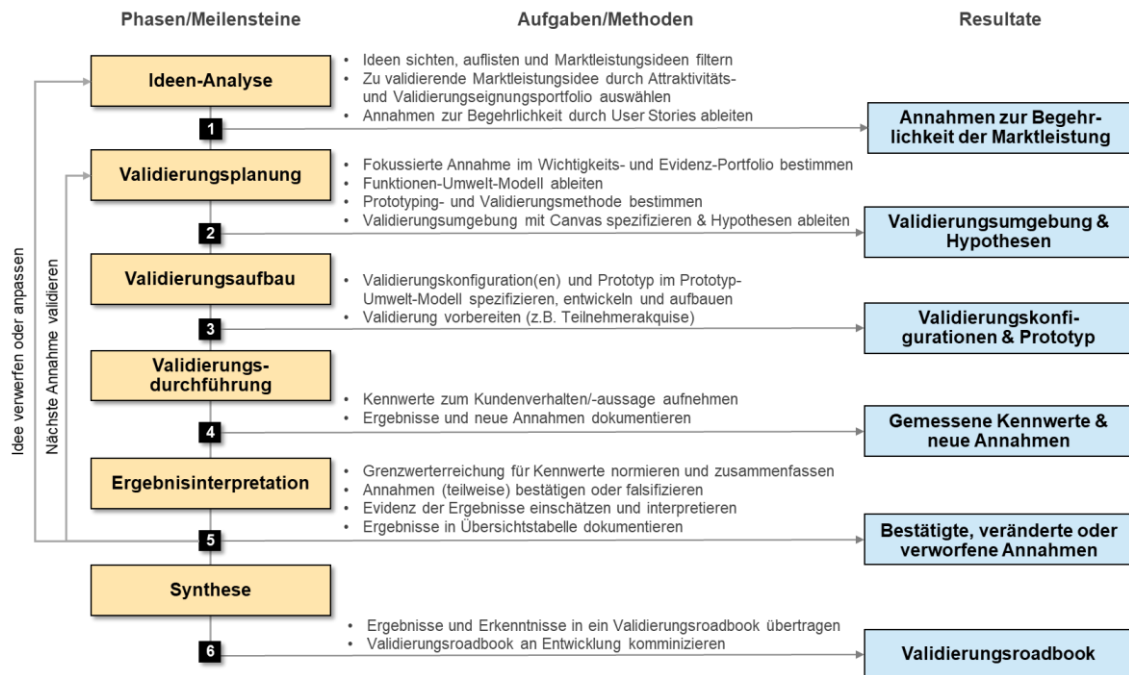 Phasen/Meilensteine
Aufgaben/Methoden
Resultate
Ideen-Analyse
• Ideen sichten, auflisten und Marktleistungsideen filtern
• Zu validierende Marktleistungsidee durch Attraktivitäts-
und Validierungseignungsportfolio auswählen
• Annahmen zur Begehrlichkeit durch User Stories ableiten
1
Annahmen zur Begehr-
lichkeit der Marktleistung
Validierungsplanung
• Fokussierte Annahme im Wichtigkeits- und Evidenz-Portfolio bestimmen
• Funktionen-Umwelt-Modell ableiten
• Prototyping- und Validierungsmethode bestimmen
• Validierungsumgebung mit Canvas spezifizieren & Hypothesen ableiten
2
Validierungsumgebung &
Hypothesen
Validierungsaufbau
• Validierungskonfiguration(en) und Prototyp im Prototyp-
Umwelt-Modell spezifizieren, entwickeln und aufbauen
• Validierung vorbereiten (z.B. Teilnehmerakquise)
3
Validierungskonfi-
gurationen & Prototyp
Validierungs-
durchführung
• Kennwerte zum Kundenverhalten/-aussage aufnehmen
• Ergebnisse und neue Annahmen dokumentieren
4
Gemessene Kennwerte &
neue Annahmen
Ergebnisinterpretation
• Grenzwerterreichung für Kennwerte normieren und zusammenfassen
• Annahmen (teilweise) bestätigen oder falsifizieren
• Evidenz der Ergebnisse einschätzen und interpretieren
• Ergebnisse in Übersichtstabelle dokumentieren
5
Bestätigte, veränderte oder
verworfene Annahmen
Synthese
• Ergebnisse und Erkenntnisse in ein Validierungsroadbook übertragen
• Validierungsroadbook an Entwicklung komminizieren
6
Validierungsroadbook
Idee verwerfen oder anpassen
Nächste Annahme validieren